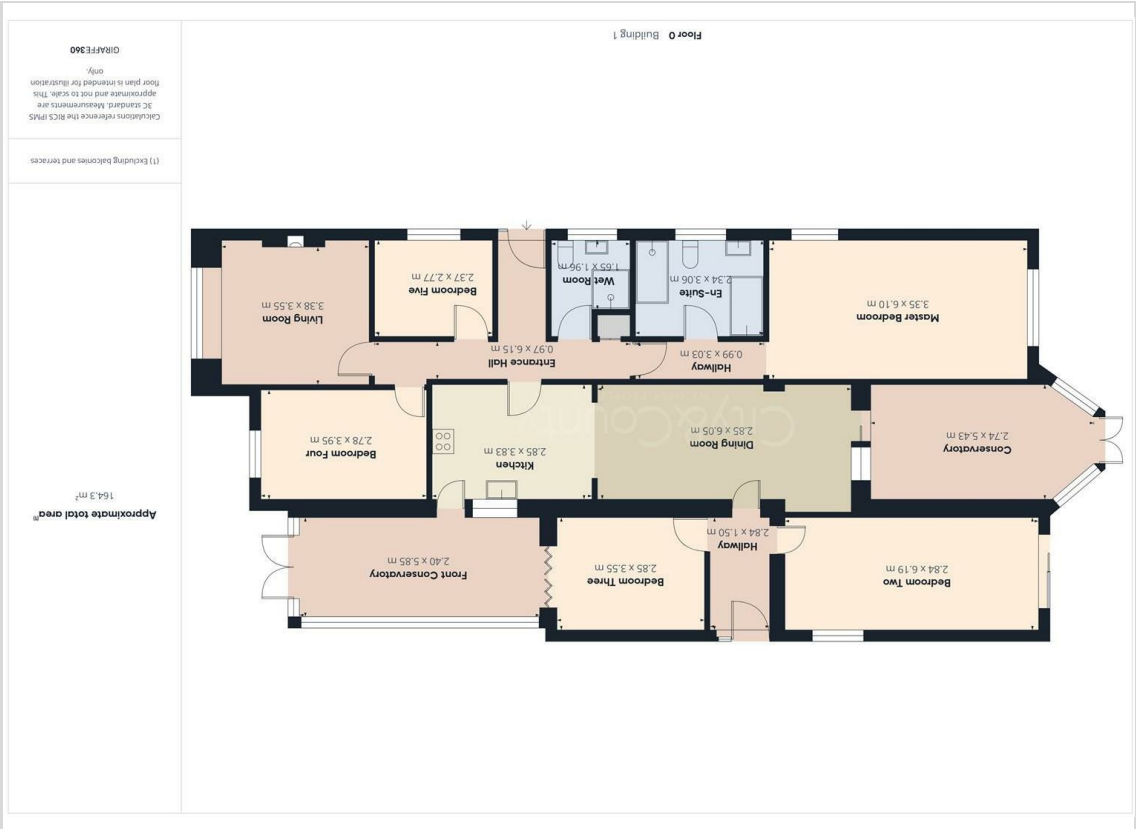 Bedroom Two
2.84 x 6.19 m
Hallway
2.84 x 1.50 m
Bedroom Three
2.85 x 3.55 m
Front Conservatory
2.40 x 5.85 m
Conservatory
2.74 x 5.43 m
Dining Room
2.85 x 6.05 m
Kitchen
2.85 x 3.83 m
Bedroom Four
2.78 x 3.95 m
Master Bedroom
3.35 x 6.10 m
Hallway
0.99 x 3.03 m
En-Suite
2.34 x 3.06 m
Entrance Hall
0.97 x 6.15 m
Wet Room
1.65 x 1.96 m
Bedroom Five
2.37 x 2.77 m
Living Room
3.38 x 3.55 m
Floor 0 Building 1
Approximate total area(1)
164.3 m²
(1) Excluding balconies and terraces
Calculations reference the RICS IPMS
3C standard. Measurements are
approximate and not to scale. This
floor plan is intended for illustration
only.
GIRAFFE360